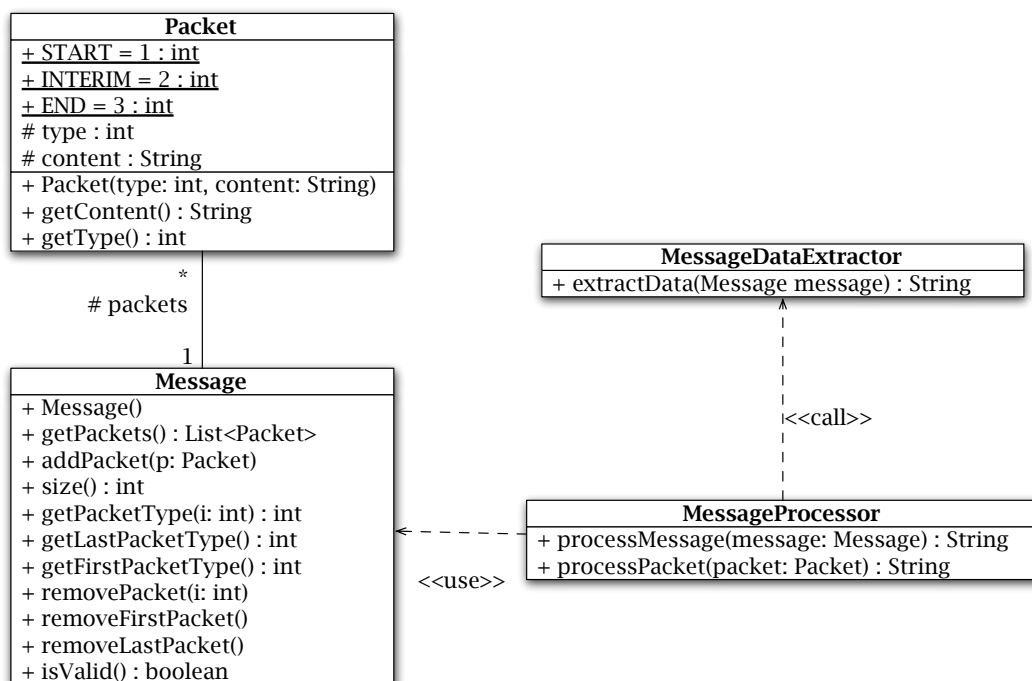 Packet
+ START = 1 : int
+ INTERIM = 2 : int
+ END = 3 : int
# type : int
# content : String
+ Packet(type: int, content: String)
+ getContent() : String
+ getType() : int
*
# packets
1
Message
+ Message()
+ getPackets() : List<Packet>
+ addPacket(p: Packet)
+ size() : int
+ getPacketType(i: int) : int
+ getLastPacketType() : int
+ getFirstPacketType() : int
+ removePacket(i: int)
+ removeFirstPacket()
+ removeLastPacket()
+ isValid() : boolean
MessageDataExtractor
+ extractData(Message message) : String
<<call>>
MessageProcessor
+ processMessage(message: Message) : String
+ processPacket(packet: Packet) : String
<<use>>